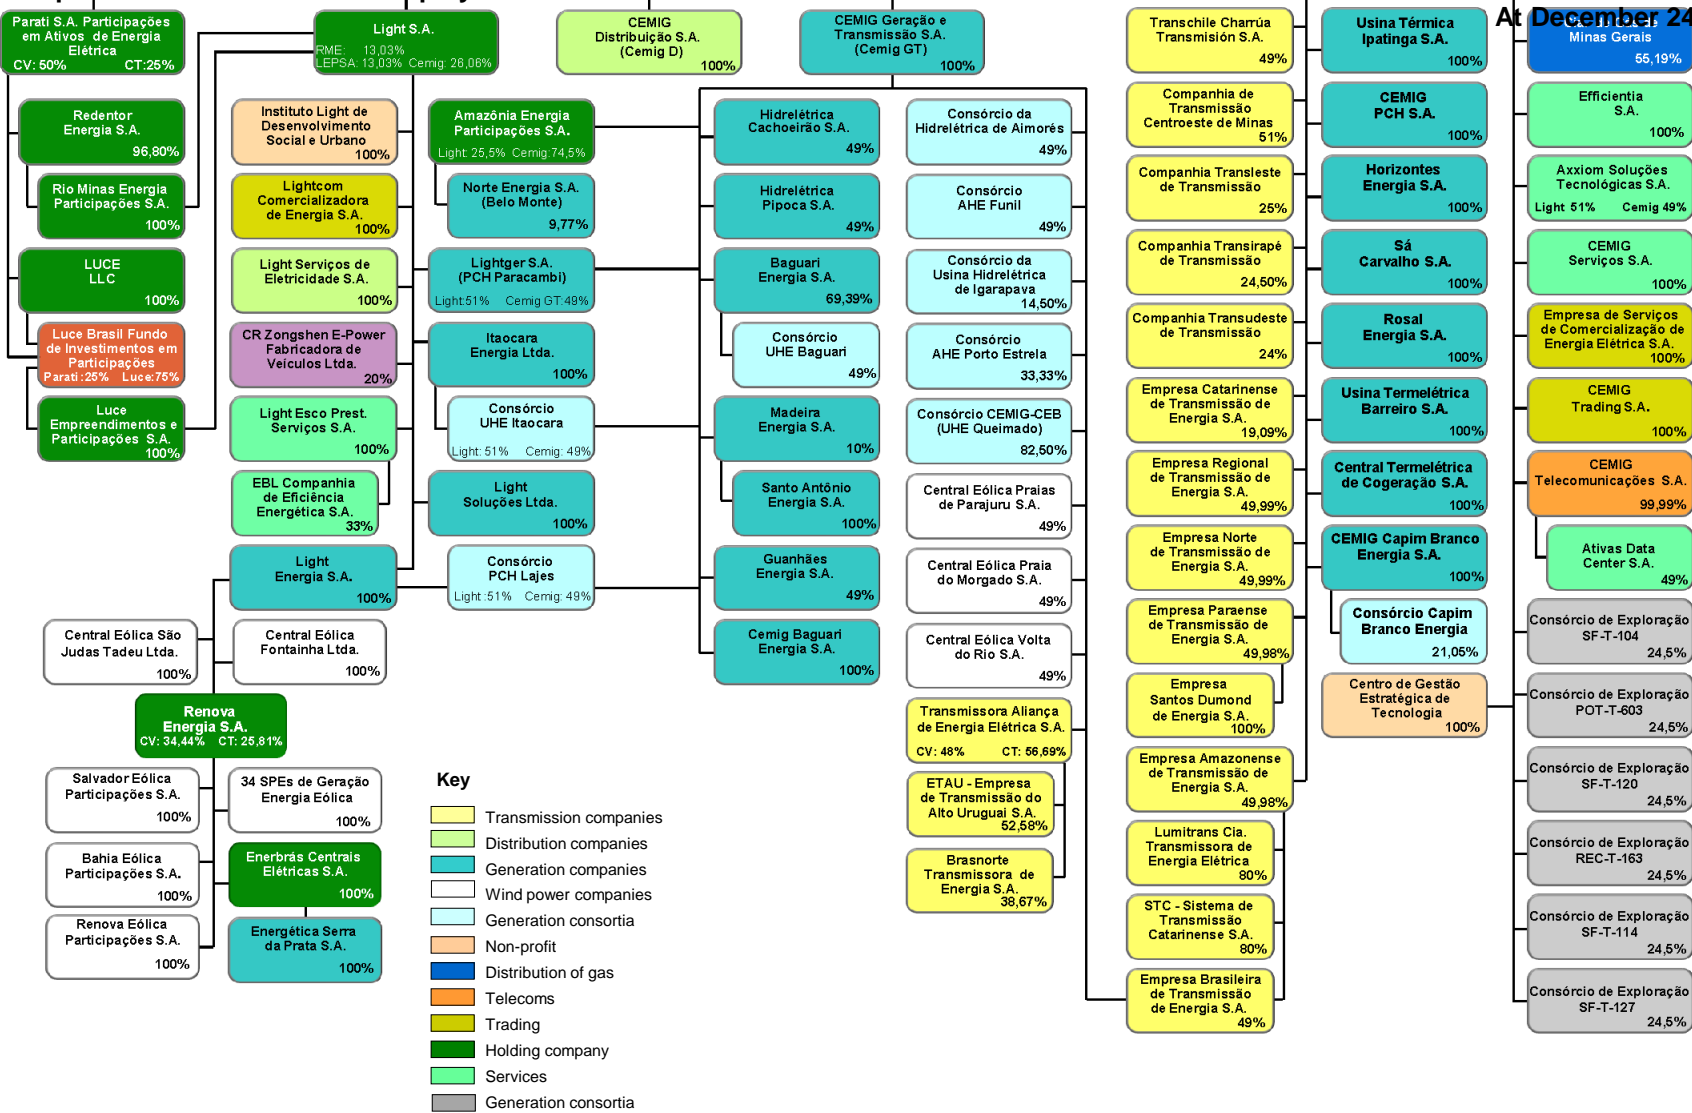 At December 24
Parati S.A. Participações
em Ativos de Energia
Elétrica
CV: 50% CT:25%
Light S.A.
RME: 13,03%
LEPSA: 13,03% Cemig: 26,06%
CEMIG
Distribuição S.A.
(Cemig D)
100%
CEMIG Geração e
Transmissão S.A.
(Cemig GT)
100%
Redentor
Energia S.A.
96,80%
Rio Minas Energia
Participações S.A.
100%
LUCE
LLC
100%
Luce Brasil Fundo
de Investimentos em
Participações
Parati :25% Luce:75%
Luce
Empreendimentos e
Participações S.A.
100%
Instituto Light de
Desenvolvimento
Social e Urbano
100%
Lightcom
Comercializadora
de Energia S.A.
100%
Light Serviços de
Eletricidade S.A.
100%
CR Zongshen E-Power
Fabricadora de
Veículos Ltda.
20%
Light Esco Prest.
Serviços S.A.
100%
EBL Companhia
de Eficiência
Energética S.A.
33%
Light
Energia S.A.
100%
Central Eólica São
Judas Tadeu Ltda.
100%
Central Eólica
Fontainha Ltda.
100%
Renova
Energia S.A.
CV: 34,44% CT: 25,81%
Salvador Eólica
Participações S.A.
100%
34 SPEs de Geração
Energia Eólica
100%
Bahia Eólica
Participações S.A.
100%
Enerbrás Centrais
Elétricas S.A.
100%
Renova Eólica
Participações S.A.
100%
Energética Serra
da Prata S.A.
100%
Amazônia Energia
Participações S.A.
Light: 25,5% Cemig:74,5%
Norte Energia S.A.
(Belo Monte)
9,77%
Lightger S.A.
(PCH Paracambi)
Light:51% Cemig GT:49%
Itaocara
Energia Ltda.
100%
Consórcio
UHE Itaocara
Light: 51% Cemig: 49%
Light
Soluções Ltda.
100%
Consórcio
PCH Lajes
Light :51% Cemig: 49%
Hidrelétrica
Cachoeirão S.A.
49%
Hidrelétrica
Pipoca S.A.
49%
Baguari
Energia S.A.
69,39%
Consórcio
UHE Baguari
49%
Madeira
Energia S.A.
10%
Santo Antônio
Energia S.A.
100%
Guanhães
Energia S.A.
49%
Cemig Baguari
Energia S.A.
100%
Consórcio da
Hidrelétrica de Aimorés
49%
Consórcio
AHE Funil
49%
Consórcio da
Usina Hidrelétrica
de Igarapava
14,50%
Consórcio
AHE Porto Estrela
33,33%
Consórcio CEMIG-CEB
(UHE Queimado)
82,50%
Central Eólica Praias
de Parajuru S.A.
49%
Central Eólica Praia
do Morgado S.A.
49%
Central Eólica Volta
do Rio S.A.
49%
Transmissora Aliança
de Energia Elétrica S.A.
CV: 48% CT: 56,69%
ETAU - Empresa
de Transmissão do
Alto Uruguai S.A.
52,58%
Brasnorte
Transmissora de
Energia S.A.
38,67%
Transchile Charrúa
Transmisión S.A.
49%
Companhia de
Transmissão
Centroeste de Minas
51%
Companhia Transleste
de Transmissão
25%
Companhia Transirapé
de Transmissão
24,50%
Companhia Transudeste
de Transmissão
24%
Empresa Catarinense
de Transmissão de
Energia S.A.
19,09%
Empresa Regional
de Transmissão de
Energia S.A.
49,99%
Empresa Norte
de Transmissão de
Energia S.A.
49,99%
Empresa Paraense
de Transmissão de
Energia S.A.
49,98%
Empresa
Santos Dumond
de Energia S.A.
100%
Empresa Amazonense
de Transmissão de
Energia S.A.
49,98%
Lumitrans Cia.
Transmissora de
Energia Elétrica
80%
STC - Sistema de
Transmissão
Catarinense S.A.
80%
Empresa Brasileira
de Transmissão
de Energia S.A.
49%
Usina Térmica
Ipatinga S.A.
100%
CEMIG
PCH S.A.
100%
Horizontes
Energia S.A.
100%
Sá
Carvalho S.A.
100%
Rosal
Energia S.A.
100%
Usina Termelétrica
Barreiro S.A.
100%
Central Termelétrica
de Cogeração S.A.
100%
CEMIG Capim Branco
Energia S.A.
100%
Consórcio Capim
Branco Energia
21,05%
Centro de Gestão
Estratégica de
Tecnologia
100%
Minas Gerais
55,19%
Efficientia
S.A.
100%
Axxiom Soluções
Tecnológicas S.A.
Light 51% Cemig 49%
CEMIG
Serviços S.A.
100%
Empresa de Serviços
de Comercialização de
Energia Elétrica S.A.
100%
CEMIG
Trading S.A.
100%
CEMIG
Telecomunicações S.A.
99,99%
Ativas Data
Center S.A.
49%
Consórcio de Exploração
SF-T-104
24,5%
Consórcio de Exploração
POT-T-603
24,5%
Consórcio de Exploração
SF-T-120
24,5%
Consórcio de Exploração
REC-T-163
24,5%
Consórcio de Exploração
SF-T-114
24,5%
Consórcio de Exploração
SF-T-127
24,5%
Key
Transmission companies
Distribution companies
Generation companies
Wind power companies
Generation consortia
Non-profit
Distribution of gas
Telecoms
Trading
Holding company
Services
Generation consortia